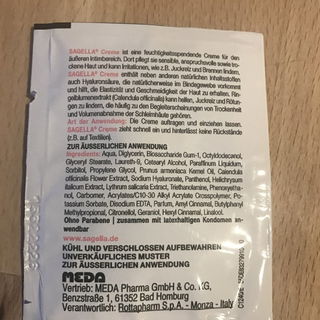 SAGELLA® Creme ist eine feuchtigkeitsspendende Creme für den
äußeren Intimbereich. Dort pflegt sie sensible, anspruchsvolle sowie tro-
ckene Haut und kann Irritationen, wie z.B. Juckreiz und Brennen lindern.
SAGELLA® Creme enthält neben anderen natürlichen Inhaltsstoffen
auch Hyaluronsäure, die natürlicherweise im Bindegewebe vorkommt
und hilft, die Elastizität und Geschmeidigkeit der Haut zu erhalten. Rin-
gelblumenextrakt (Calendula officinalis) kann helfen, Juckreiz und Rötun-
gen zu lindern, die häufig zu den Begleiterscheinungen von Trockenheit
und Volumenabnahme der Schleimhäute gehören.
Art der Anwendung: Die Creme auftragen und einziehen lassen.
SAGELLA® Creme zieht schnell ein und hinterlässt keine Rückstände
(z.B. auf Textilien).
ZUR ÄUSSERLICHEN ANWENDUNG
Ingredients: Aqua, Diglycerin, Biosaccharide Gum-1, Octyldodecanol,
Glyceryl Stearate, Laureth-9, Cetearyl Alcohol, Paraffinum Liquidum,
Sorbitol, Propylene Glycol, Prunus armeniaca Kernel Oil, Calendula
officinalis Flower Extract, Sodium Hyaluronate, Panthenol, Helichrysum
italicum Extract, Lythrum salicaria Extract, Triethanolamine, Phenoxyetha-
nol, Carbomer, Acrylates/C10-30 Alkyl Acrylate Crosspolymer, Potas-
sium Sorbate, Disodium EDTA, Parfum, Amyl Cinnamal, Butylphenyl
Methylpropional, Citronellol, Geraniol, Hexyl Cinnamal, Linalool.
Ohne Parabene | zusammen mit latexhaltigen Kondomen an-
wendbar
www.sagella.de
KÜHL UND VERSCHLOSSEN AUFBEWAHREN
UNVERKÄUFLICHES MUSTER
ZUR ÄUSSERLICHEN ANWENDUNG
MEDA
Vertrieb: MEDA Pharma GmbH & Co. KG,
Benzstraße 1, 61352 Bad Homburg
Verantwortlich: Rottapharm S.p.A. - Monza - Italy